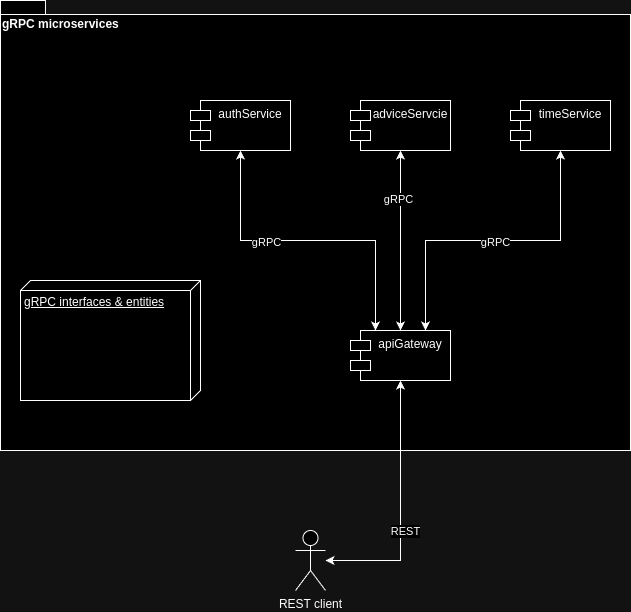 gRPC microservices
authService
adviceServcie
timeService
gRPC
gRPC
gRPC
gRPC interfaces & entities
apiGateway
REST
REST client